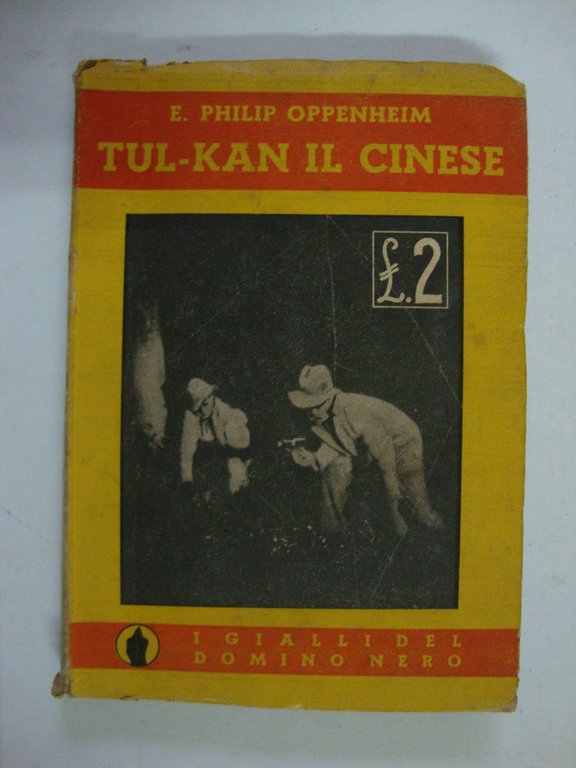 E. PHILIP OPPENHEIM
TUL-KAN IL CINESE
£.2
I GIALLI DEL
DOMINO NERO